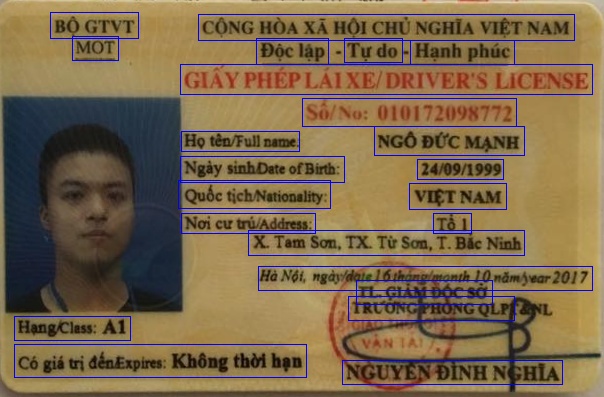 BỘ GTVT
MOT
CỘNG HÒA XÃ HỘI CHỦ NGHĨA VIỆT NAM
Độc lập - Tự do - Hạnh phúc
GIẤY PHÉP LÁI XE/ DRIVER'S LICENSE
Số/No: 010172098772
Họ tên/Full name: NGÔ ĐỨC MẠNH
Ngày sinh/Date of Birth: 24/09/1999
Quốc tịch/Nationality: VIỆT NAM
Nơi cư trú/Address: Tổ 1
X. Tam Sơn, TX. Từ Sơn, T. Bắc Ninh
Hà Nội, ngày/date 16 tháng/month 10 năm/year 2017
TL. GIÁM ĐỐC SỞ
TRƯỞNG PHÒNG QLPT&NL
GIAO THÔNG
VẬN TẢI
Hạng/Class: A1
Có giá trị đến/Expires: Không thời hạn
NGUYỄN ĐÌNH NGHĨA